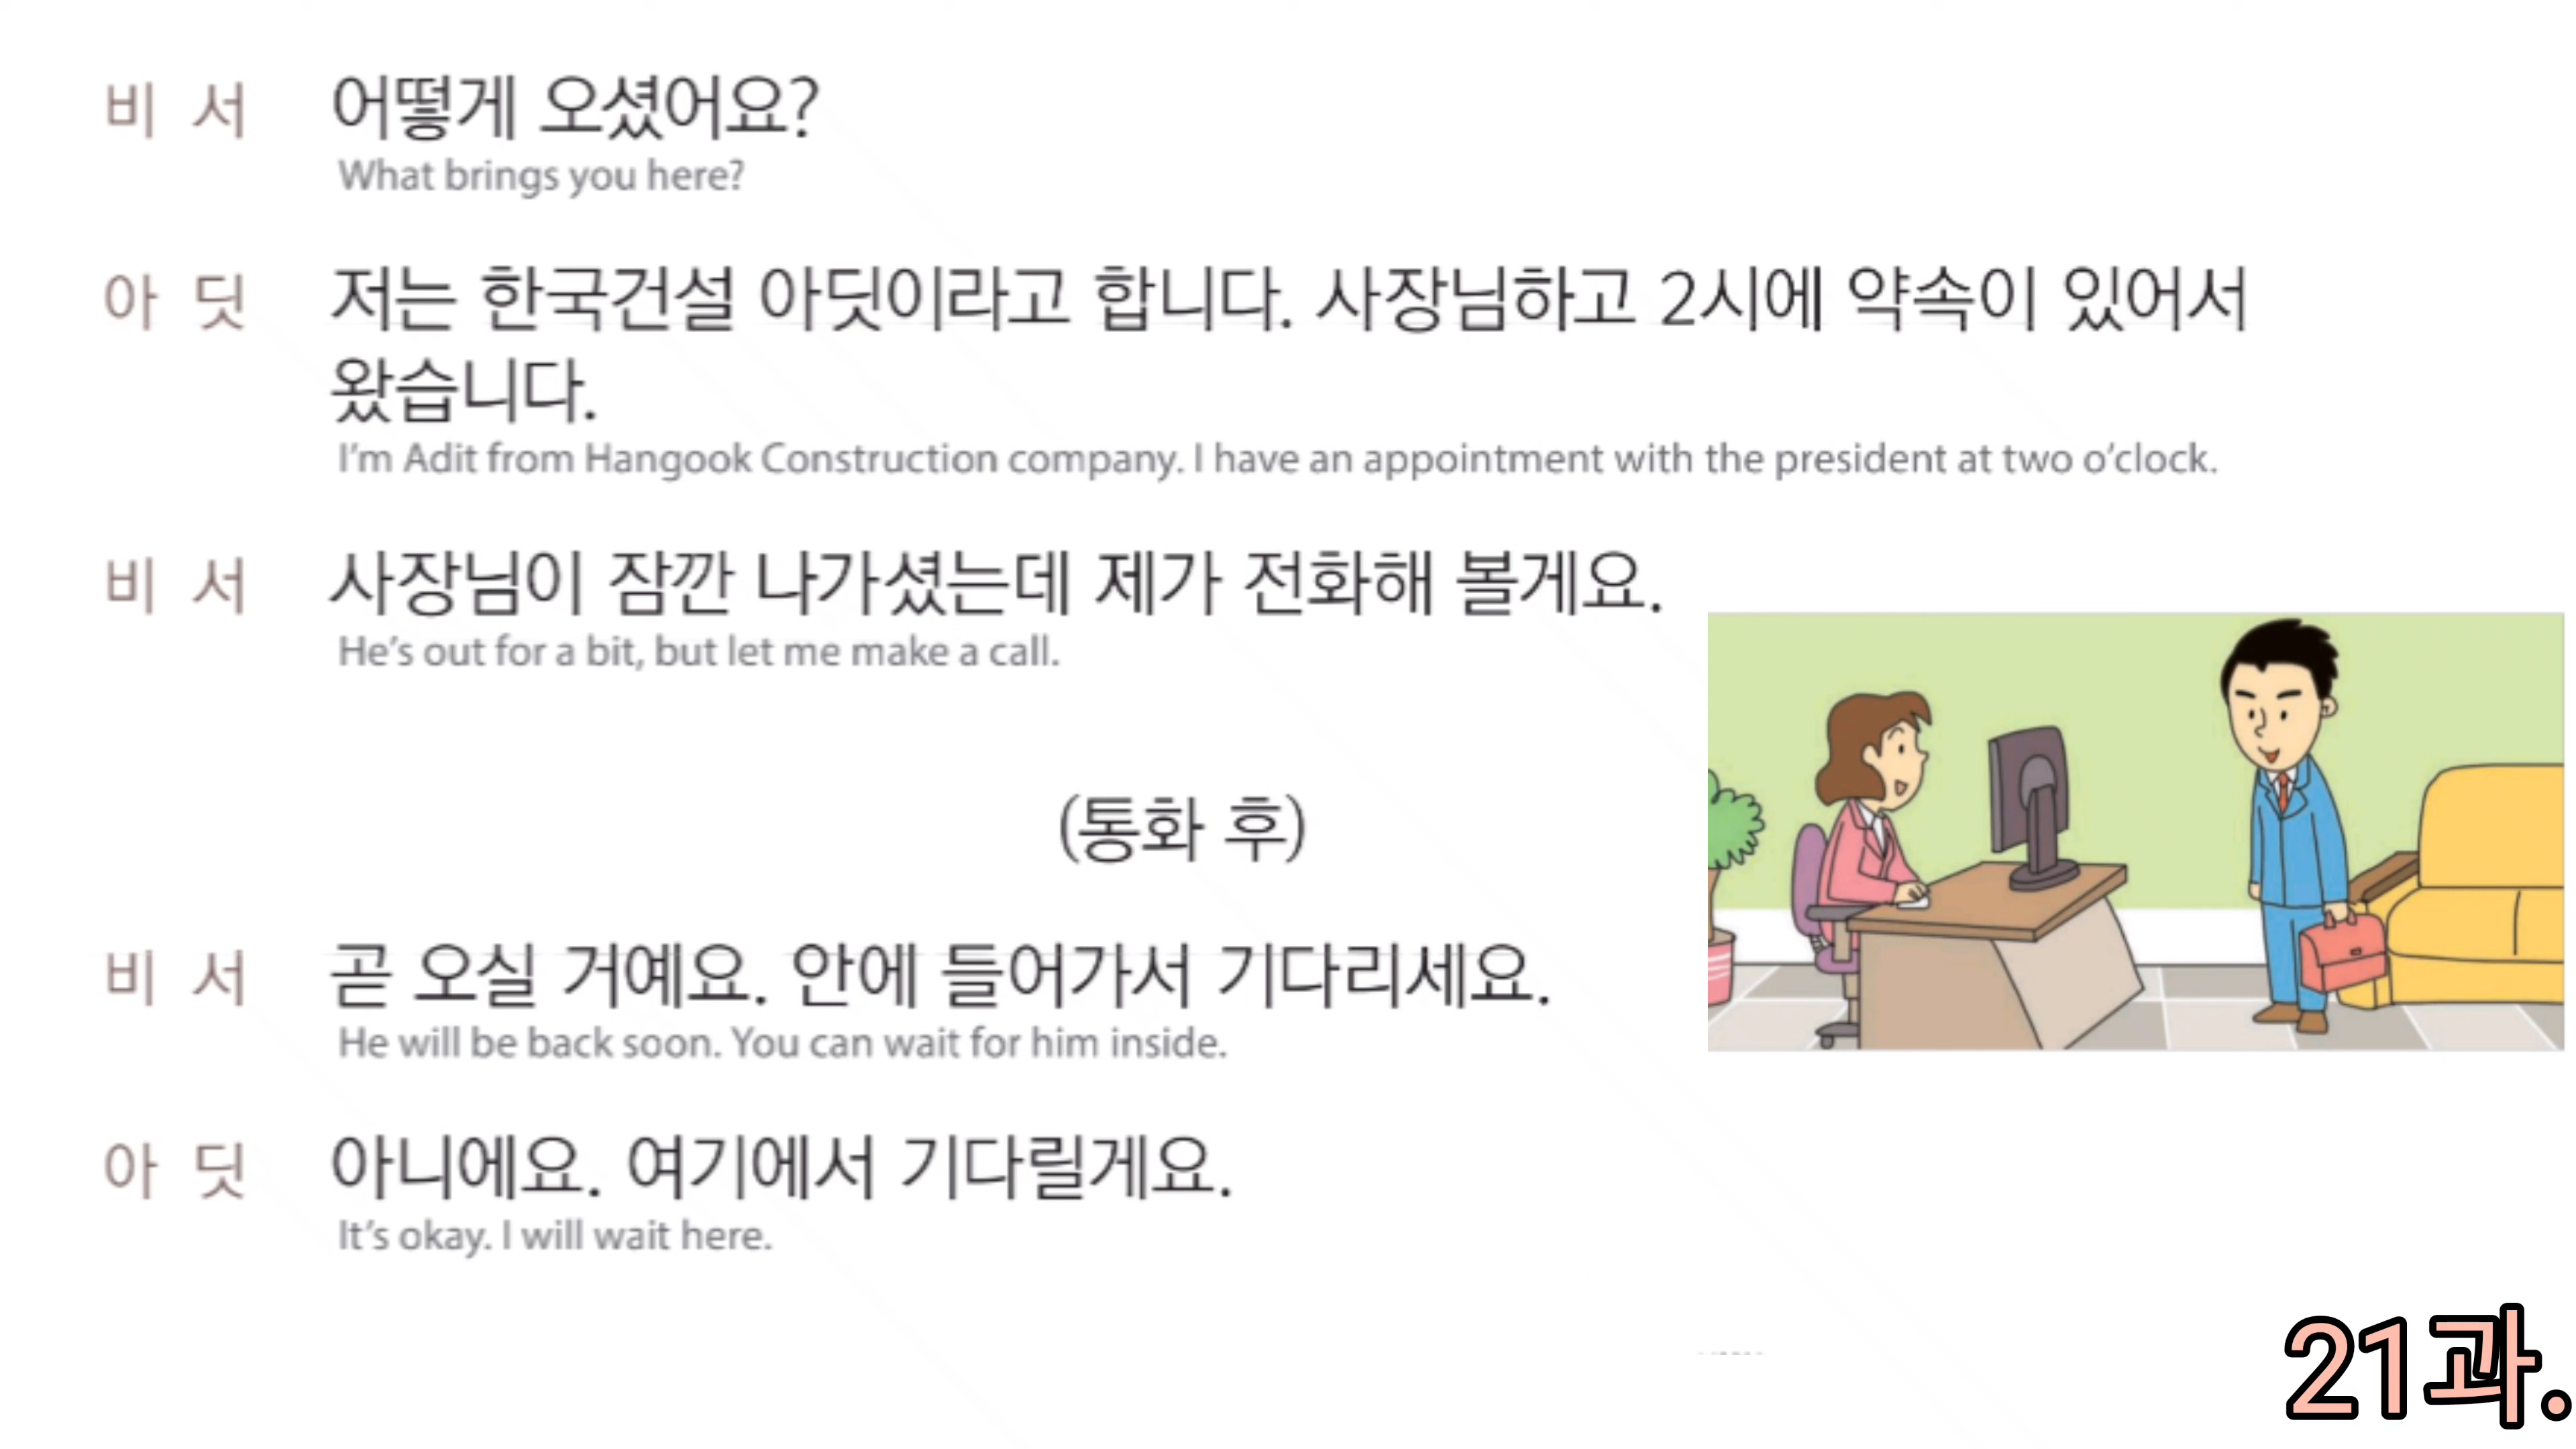 비 서 어떻게 오셨어요?
What brings you here?
아 딧 저는 한국건설 아딧이라고 합니다. 사장님하고 2시에 약속이 있어서
왔습니다.
I'm Adit from Hangook Construction company. I have an appointment with the president at two o'clock.
비 서 사장님이 잠깐 나가셨는데 제가 전화해 볼게요.
He's out for a bit, but let me make a call.
(통화 후)
비 서 곧 오실 거예요. 안에 들어가서 기다리세요.
He will be back soon. You can wait for him inside.
아 딧 아니에요. 여기에서 기다릴게요.
It's okay. I will wait here.
21과.